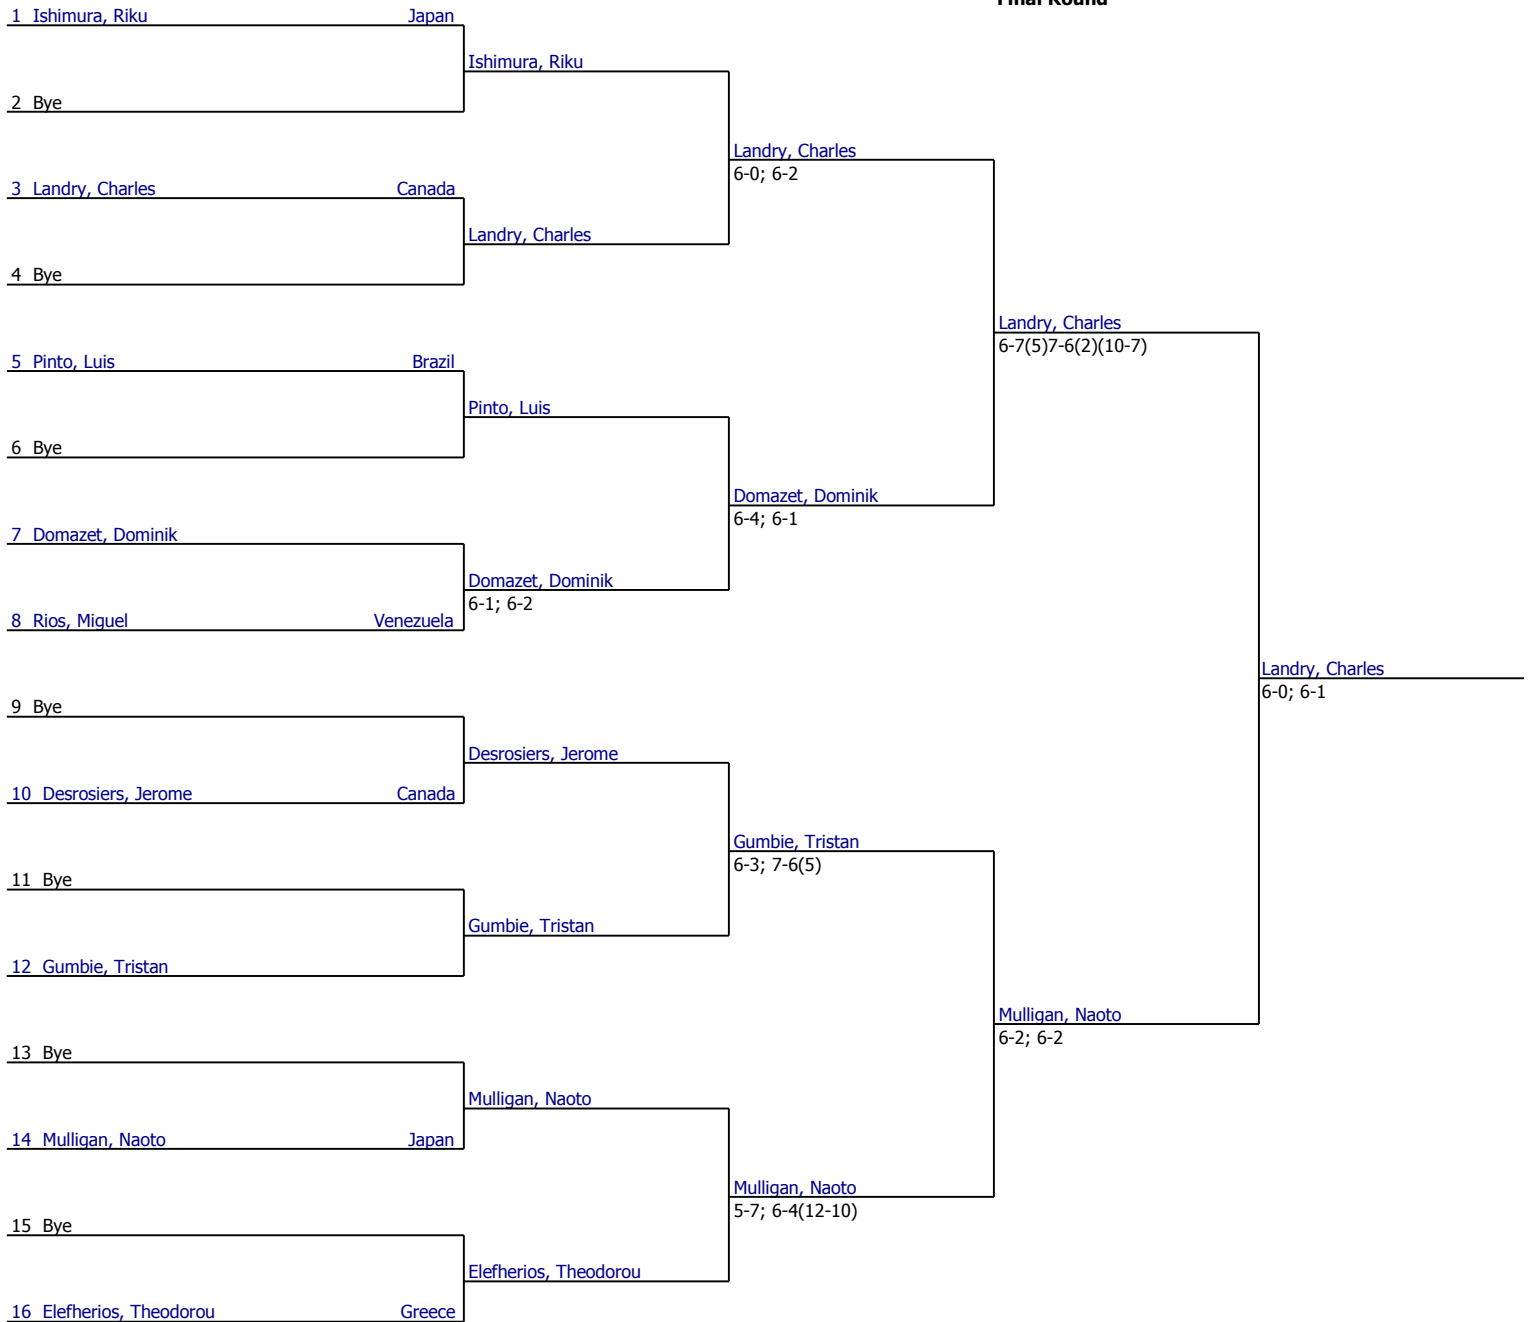 Final Round
1 Ishimura, Riku Japan
Ishimura, Riku
2 Bye
Landry, Charles
6-0; 6-2
3 Landry, Charles Canada
Landry, Charles
4 Bye
Landry, Charles
6-7(5)7-6(2)(10-7)
5 Pinto, Luis Brazil
Pinto, Luis
6 Bye
Domazet, Dominik
6-4; 6-1
7 Domazet, Dominik
Domazet, Dominik
6-1; 6-2
8 Rios, Miguel Venezuela
Landry, Charles
6-0; 6-1
9 Bye
Desrosiers, Jerome
10 Desrosiers, Jerome Canada
Gumbie, Tristan
6-3; 7-6(5)
11 Bye
Gumbie, Tristan
12 Gumbie, Tristan
Mulligan, Naoto
6-2; 6-2
13 Bye
Mulligan, Naoto
14 Mulligan, Naoto Japan
Mulligan, Naoto
5-7; 6-4(12-10)
15 Bye
Elefherios, Theodorou
16 Elefherios, Theodorou Greece